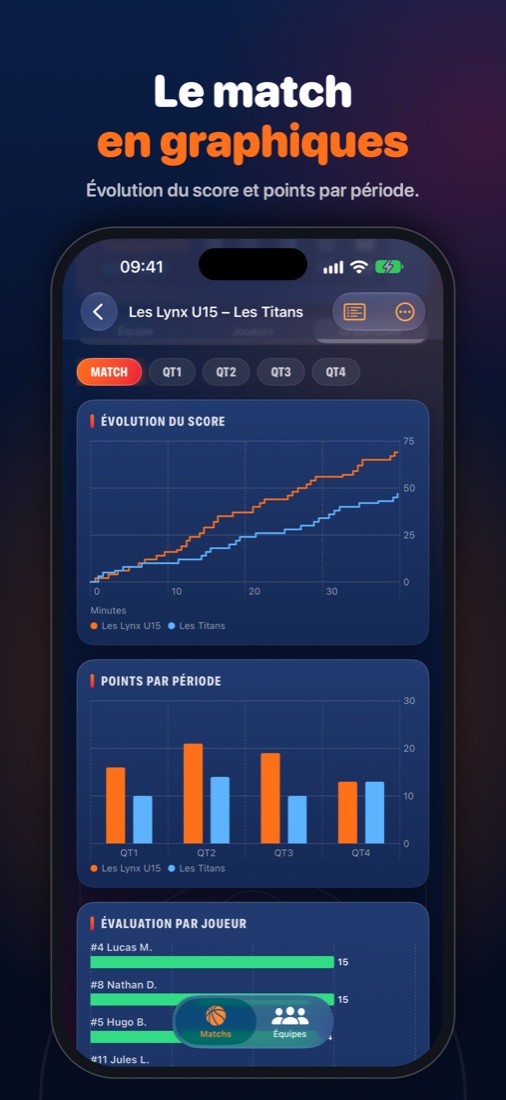 Le match
en graphiques
Évolution du score et points par période.
09:41
Les Lynx U15 – Les Titans
Équipe Joueurs
MATCH QT1 QT2 QT3 QT4
ÉVOLUTION DU SCORE
75
50
25
0
0 10 20 30
Minutes
Les Lynx U15 Les Titans
POINTS PAR PÉRIODE
30
20
10
0
QT1 QT2 QT3 QT4
Les Lynx U15 Les Titans
ÉVALUATION PAR JOUEUR
#4 Lucas M.
15
#8 Nathan D.
15
#5 Hugo B.
Matchs Équipes
#11 Jules L.